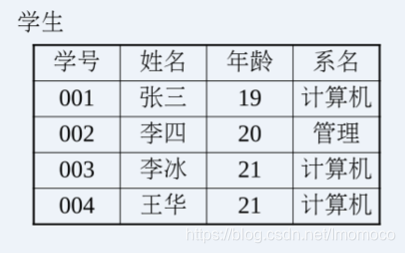 学生
学号 姓名 年龄 系名
001 张三 19 计算机
002 李四 20 管理
003 李冰 21 计算机
004 王华 21 计算机
https://blog.csdn.net/lmomoco